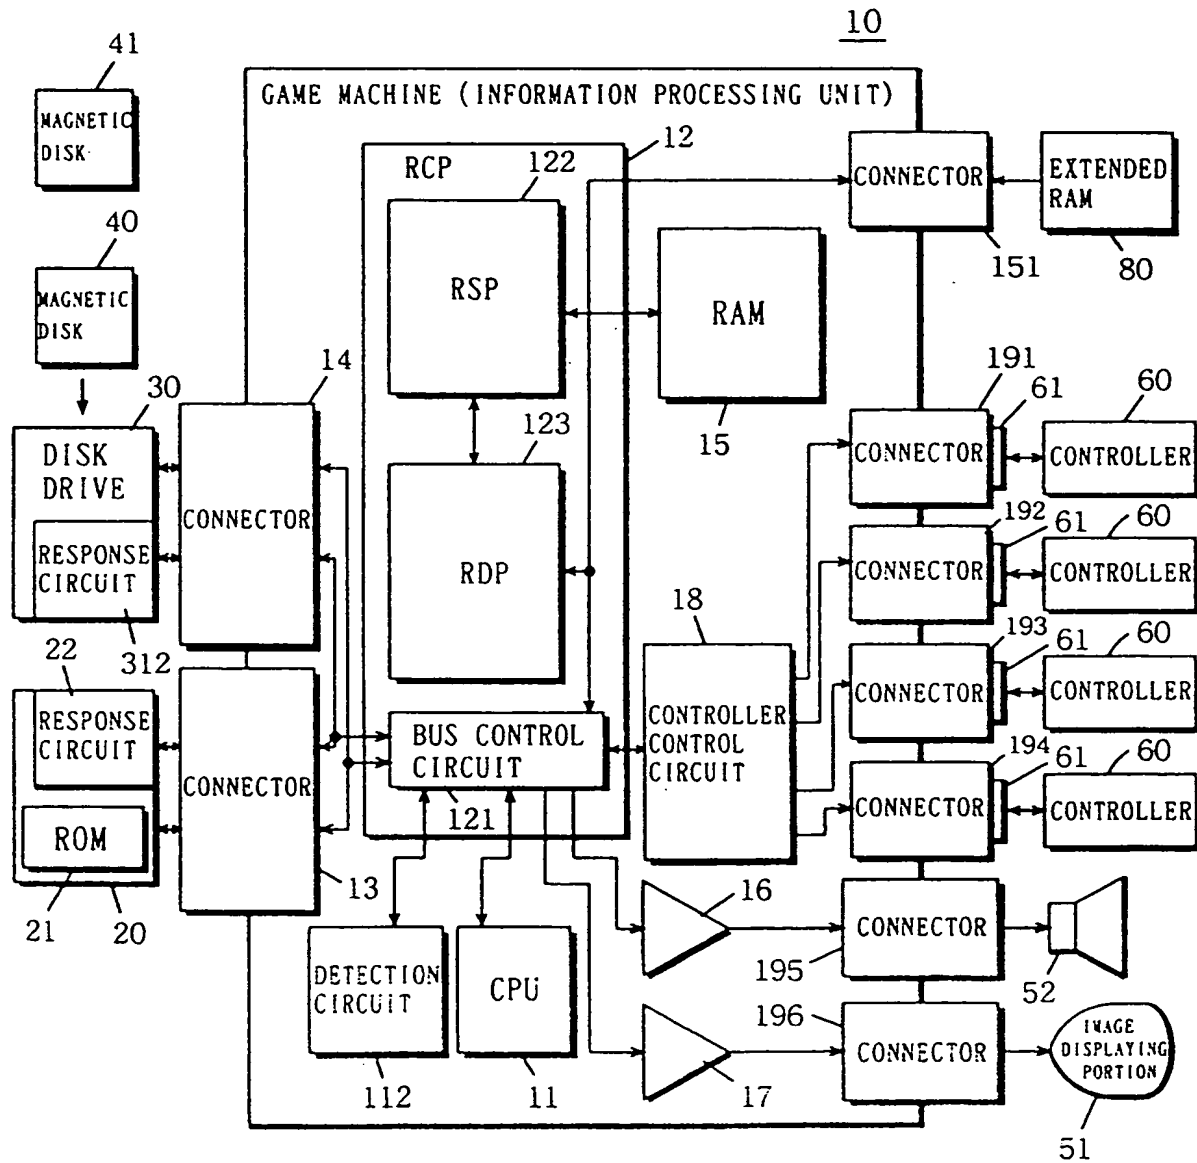 10
41
MAGNETIC
DISK
GAME MACHINE (INFORMATION PROCESSING UNIT)
12
RCP
122
CONNECTOR
EXTENDED
RAM
151
80
40
MAGNETIC
DISK
RSP
RAM
15
14
30
DISK
DRIVE
RESPONSE
CIRCUIT
312
CONNECTOR
123
RDP
191
61
60
CONNECTOR
CONTROLLER
192
61
60
CONNECTOR
CONTROLLER
193
61
60
CONNECTOR
CONTROLLER
194
61
60
CONNECTOR
CONTROLLER
18
CONTROLLER
CONTROL
CIRCUIT
22
RESPONSE
CIRCUIT
ROM
21
20
CONNECTOR
13
BUS CONTROL
CIRCUIT
121
DETECTION
CIRCUIT
112
CPU
11
16
CONNECTOR
195
52
17
196
CONNECTOR
IMAGE
DISPLAYING
PORTION
51